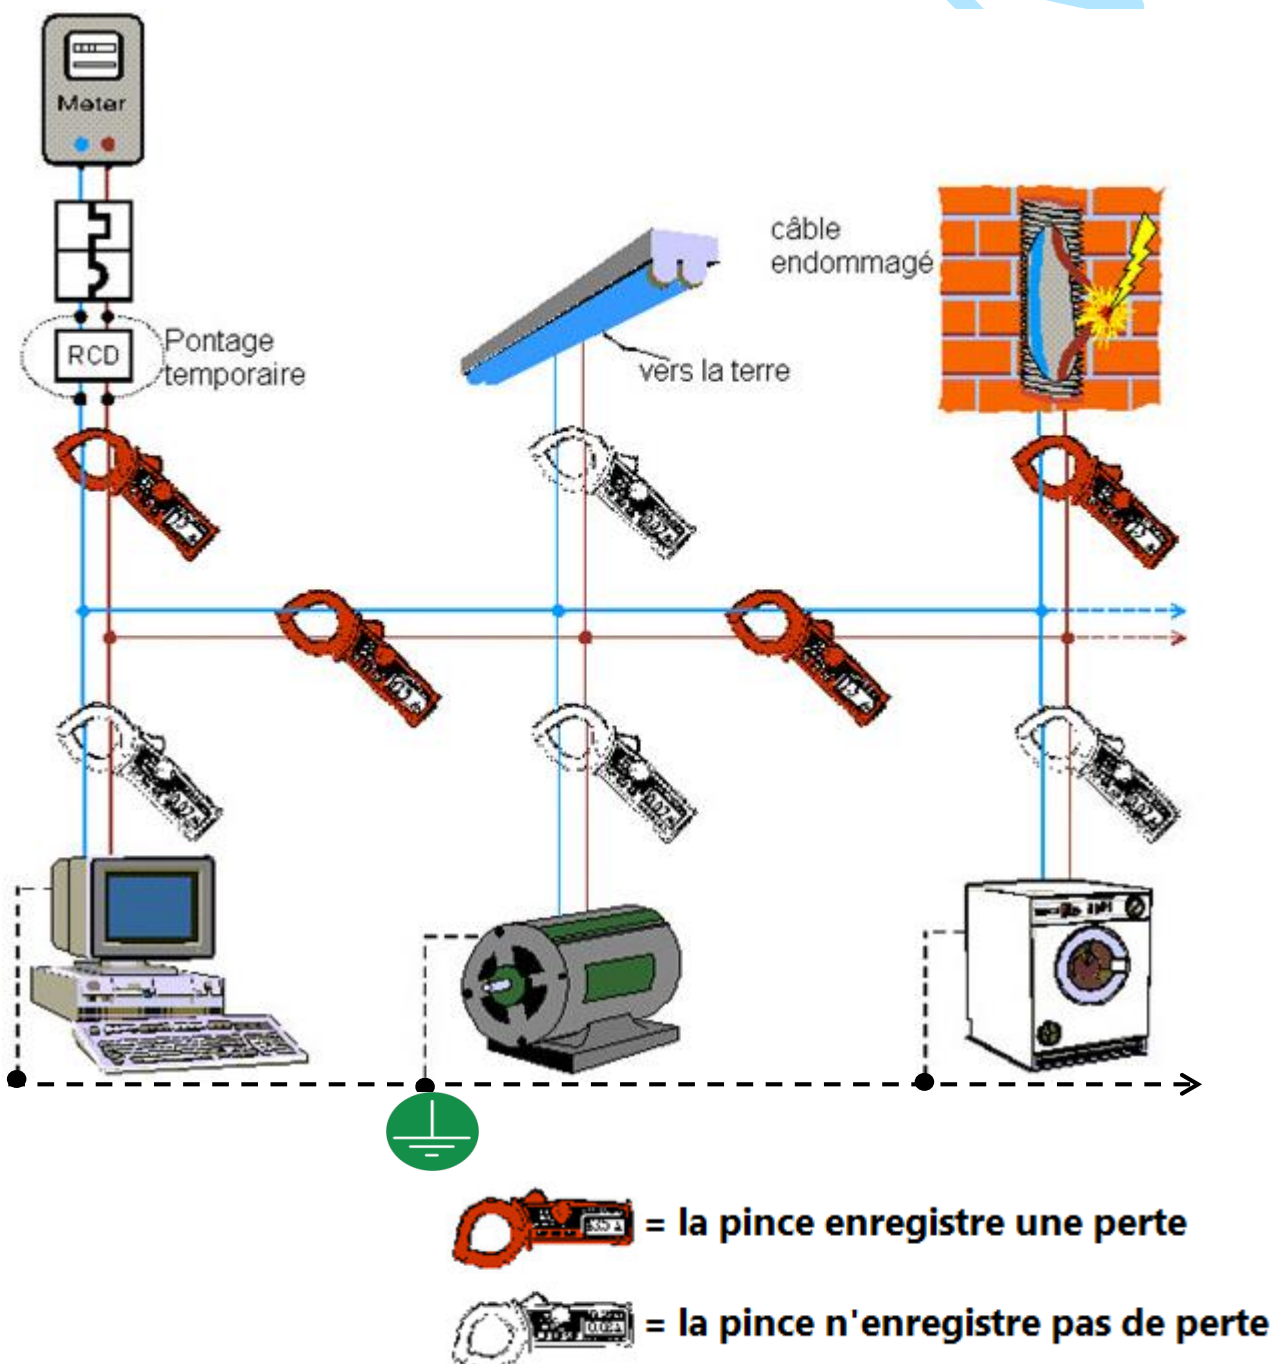 Meter
RCD
Pontage
temporaire
vers la terre
câble
endommagé
= la pince enregistre une perte
= la pince n'enregistre pas de perte